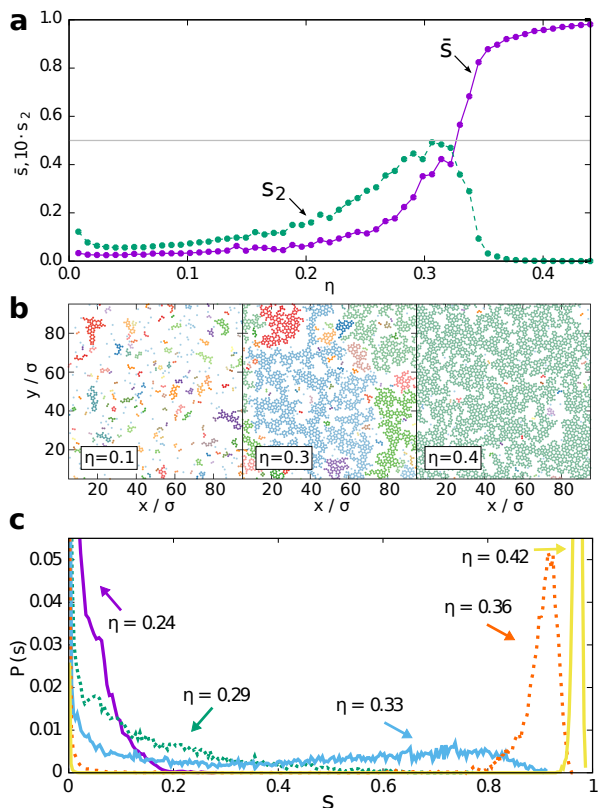 a
1.0
0.8
0.6
0.4
0.2
0.0
s̄, 10 · s₂
s̄
s₂
0.0 0.1 0.2 0.3 0.4
η
b
80
60
40
20
y / σ
η=0.1 η=0.3 η=0.4
20 40 60 80 20 40 60 80 20 40 60 80
x / σ x / σ x / σ
c
0.05
0.04
0.03
0.02
0.01
0
P(s)
η = 0.42
η = 0.36
η = 0.24
η = 0.29
η = 0.33
0 0.2 0.4 0.6 0.8 1
S